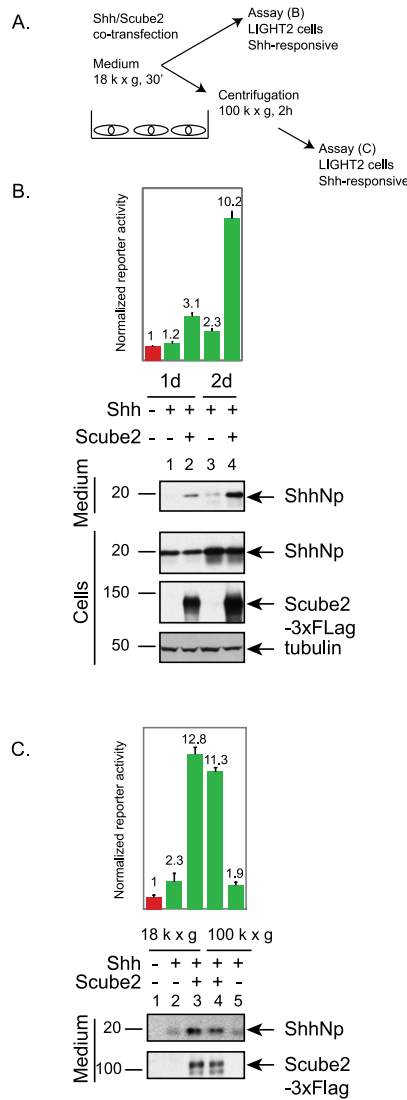 A.
Shh/Scube2
co-transfection
Medium
18 k x g, 30'
Assay (B)
LIGHT2 cells
Shh-responsive
Centrifugation
100 k x g, 2h
Assay (C)
LIGHT2 cells
Shh-responsive
B.
Normalized reporter activity
1 1.2 3.1 2.3 10.2
1d 2d
Shh - + + + +
Scube2 - - + - +
1 2 3 4
Medium
20 ShhNp
Cells
20 ShhNp
150 Scube2
-3xFLag
50 tubulin
C.
Normalized reporter activity
1 2.3 12.8 11.3 1.9
18 k x g 100 k x g
Shh - + + + +
Scube2 - - + + -
1 2 3 4 5
Medium
20 ShhNp
100 Scube2
-3xFlag